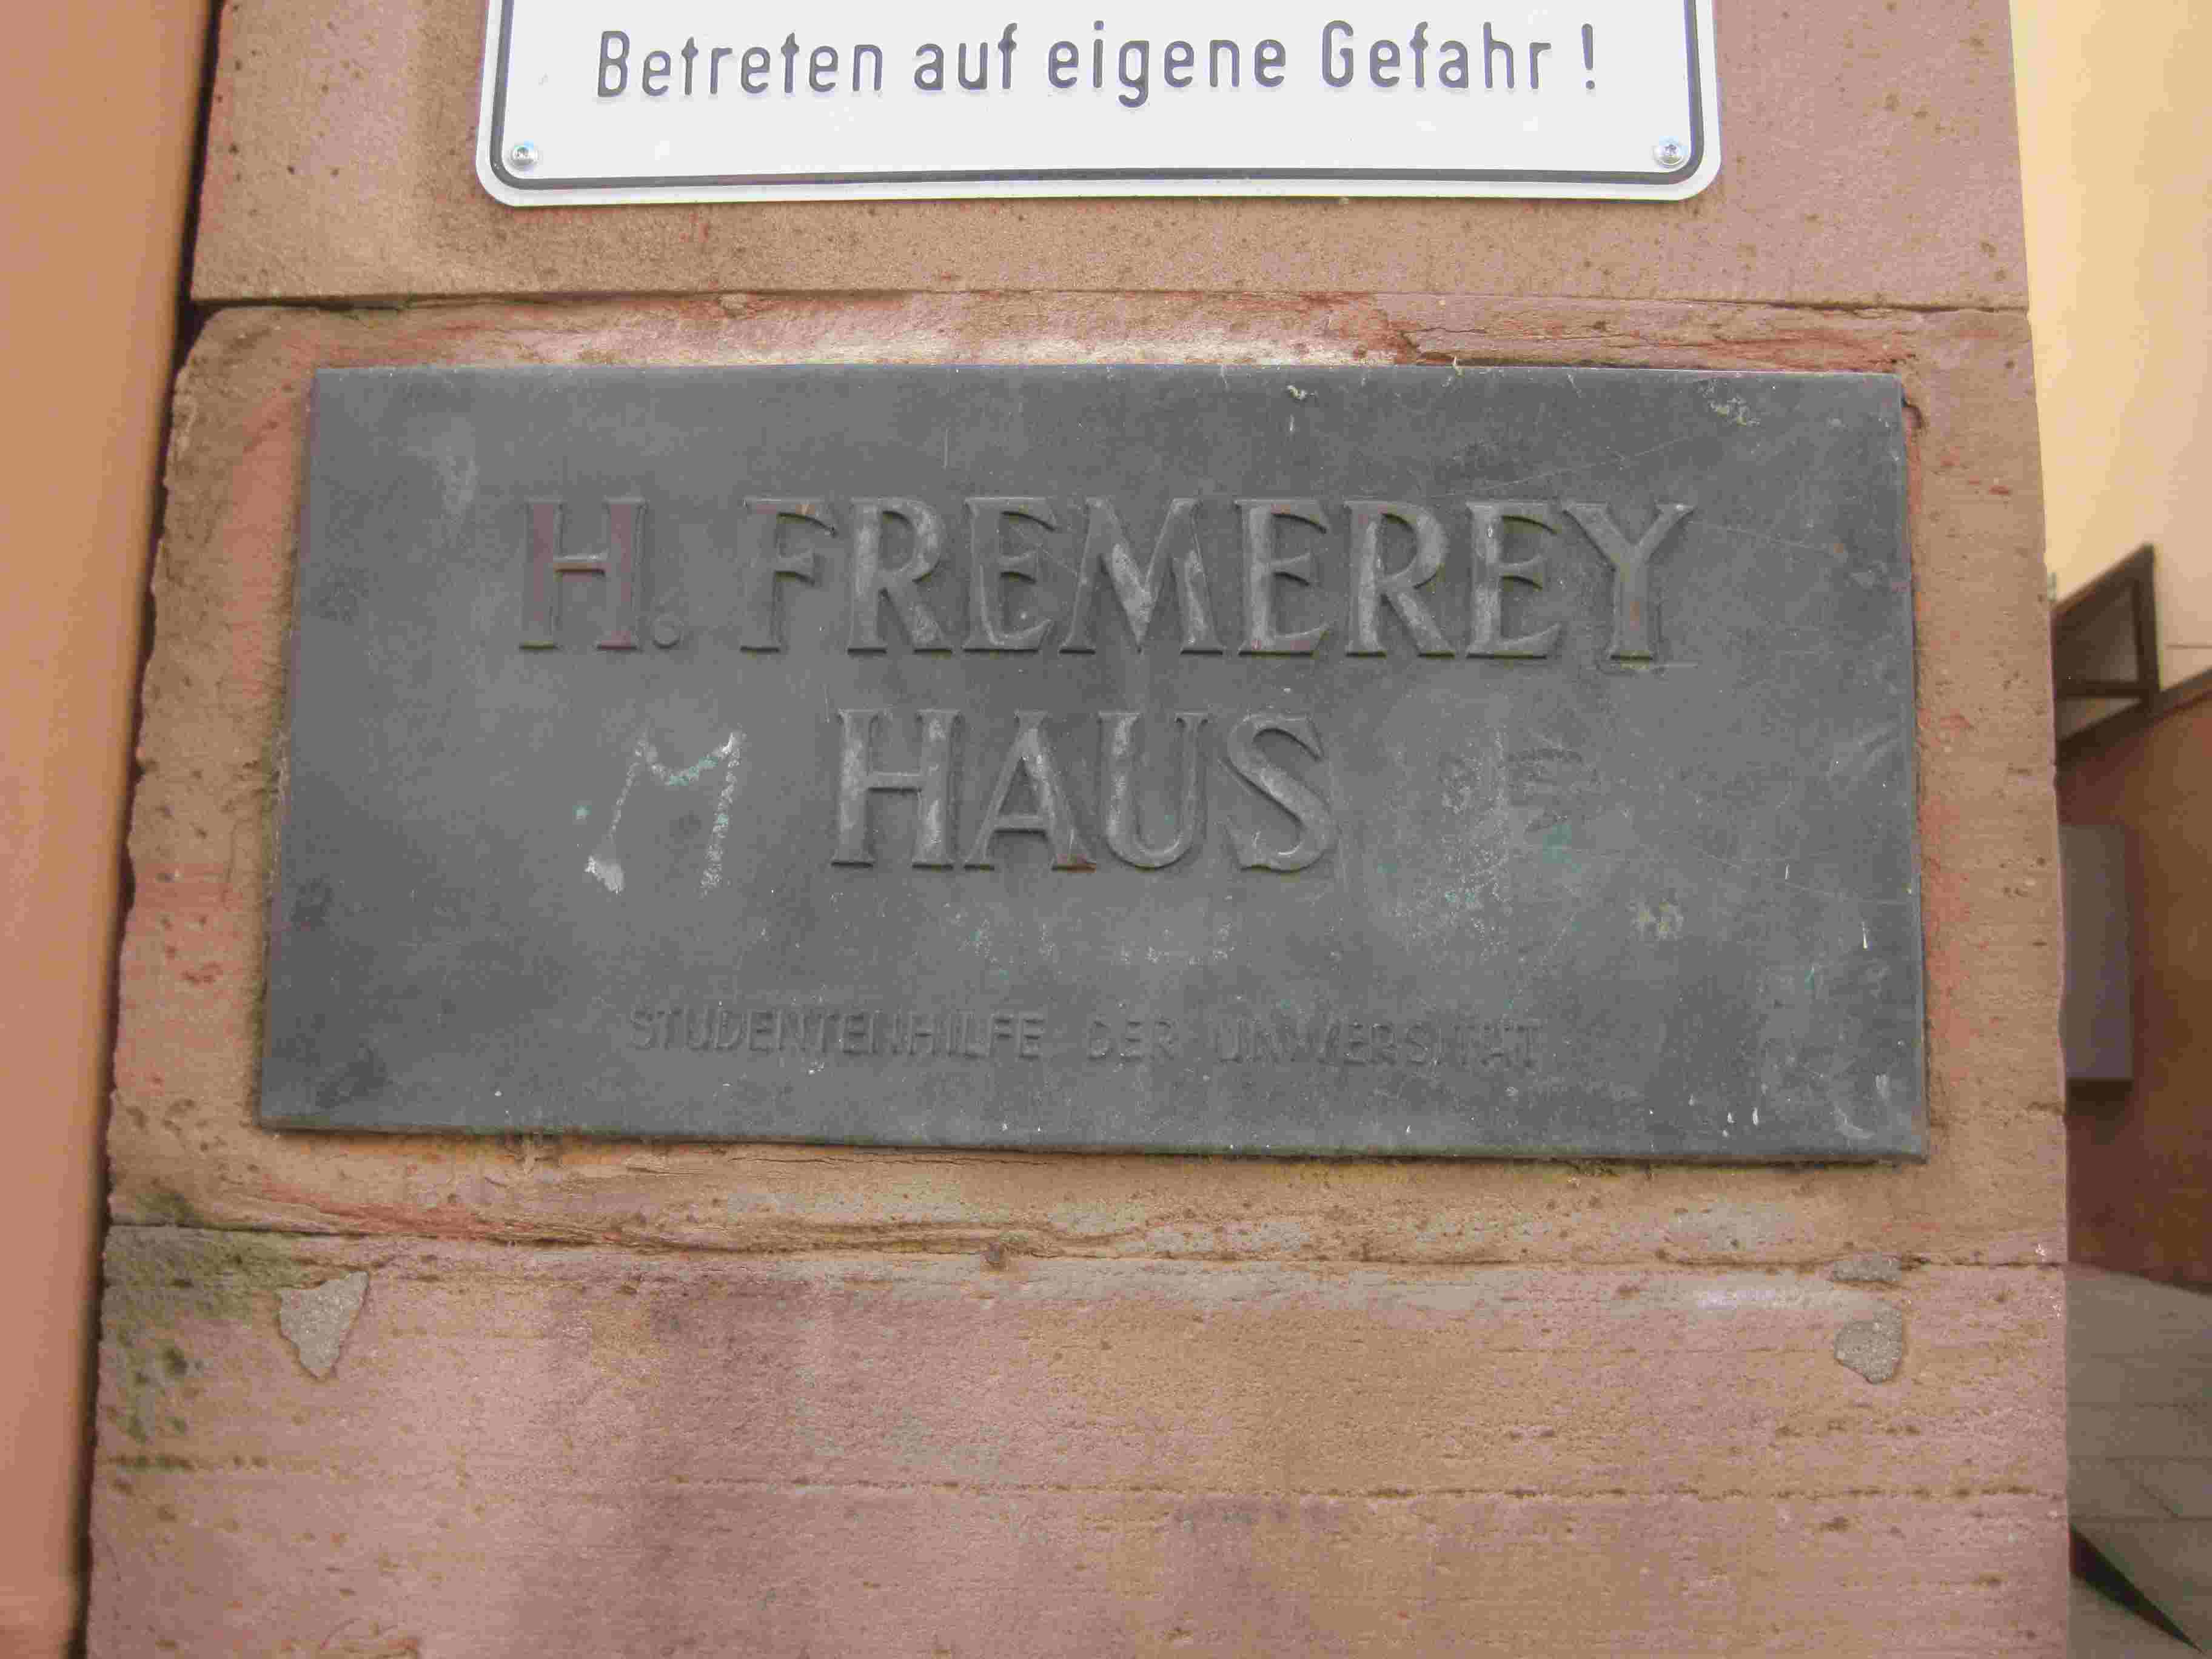 Betreten auf eigene Gefahr !
H. FREMEREY
HAUS
M
STUDENTENHILFE DER UNIVERSITÄT